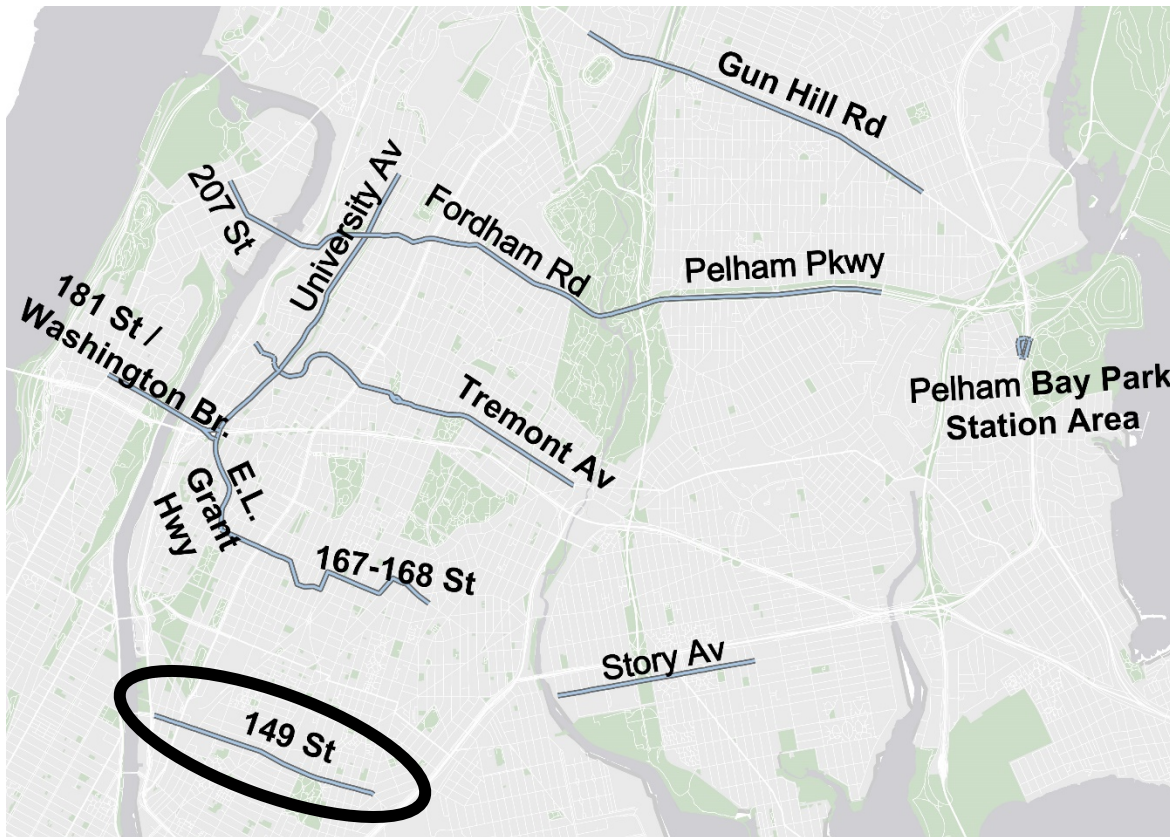 Gun Hill Rd
207 St
University Av
Fordham Rd
Pelham Pkwy
181 St /
Washington Br.
Pelham Bay Park
Station Area
Tremont Av
E.L.
Grant
Hwy
167-168 St
Story Av
149 St